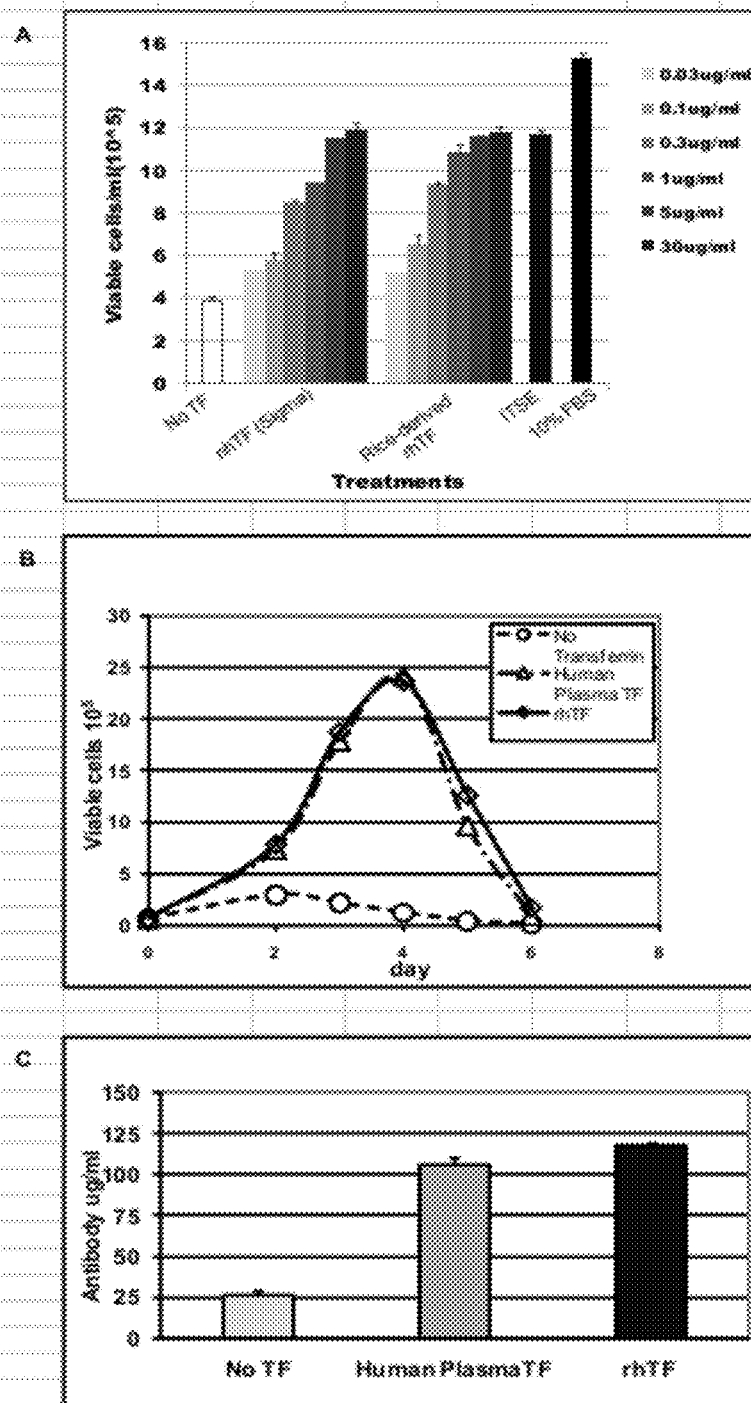 A
16
14
12
10
8
6
4
2
0
Viable cells/ml(10^5)
No TF
rhTF (Sigma)
Rice-derived
rhTF
ITSE
10% FBS
Treatments
0.03ug/ml
0.1ug/ml
0.3ug/ml
1ug/ml
5ug/ml
30ug/ml
B
30
25
20
15
10
5
0
Viable cells 10^5
0 2 4 6 8
day
No
Transferrin
Human
Plasma TF
rhTF
C
150
125
100
75
50
25
0
Antibody ug/ml
No TF
Human PlasmaTF
rhTF